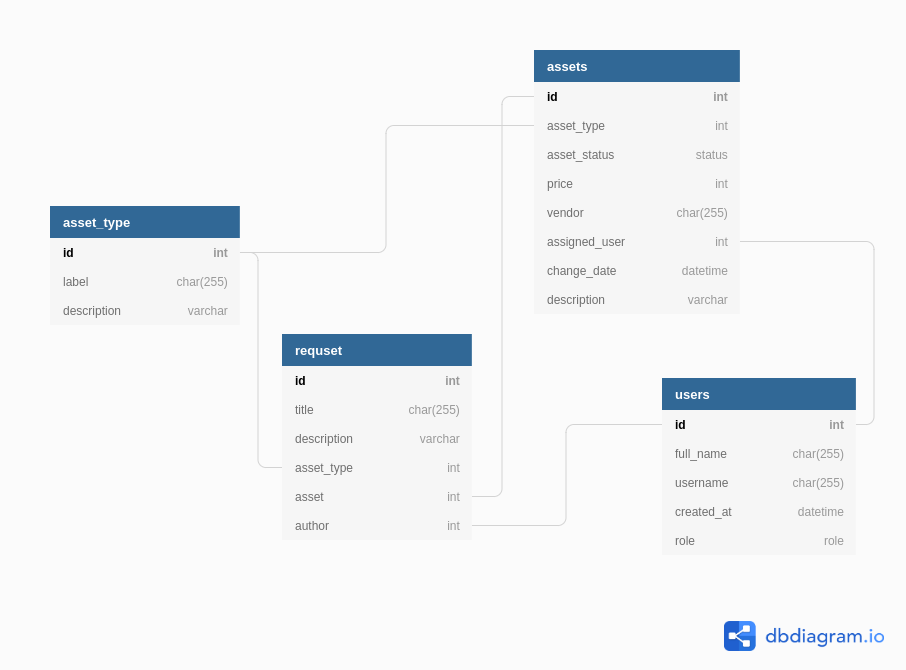 assets
id int
asset_type int
asset_status status
price int
vendor char(255)
assigned_user int
change_date datetime
description varchar
asset_type
id int
label char(255)
description varchar
requset
id int
title char(255)
description varchar
asset_type int
asset int
author int
users
id int
full_name char(255)
username char(255)
created_at datetime
role role
dbdiagram.io